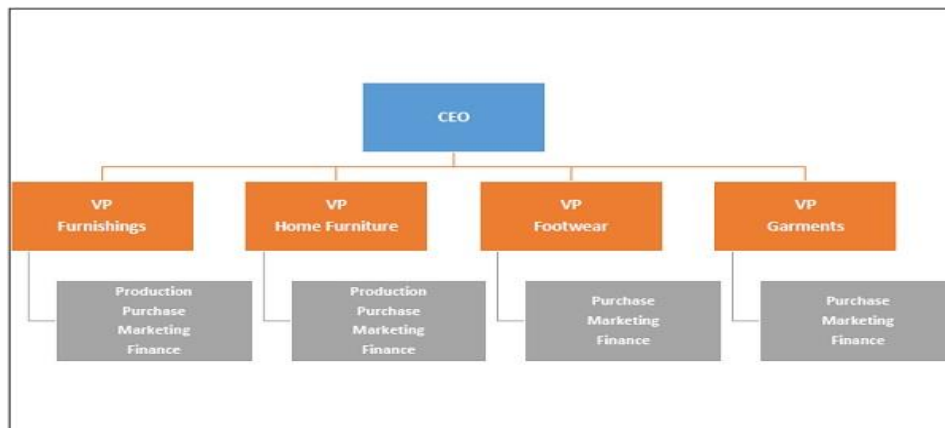 CEO
VP
Furnishings
VP
Home Furniture
VP
Footwear
VP
Garments
Production
Purchase
Marketing
Finance
Production
Purchase
Marketing
Finance
Purchase
Marketing
Finance
Purchase
Marketing
Finance